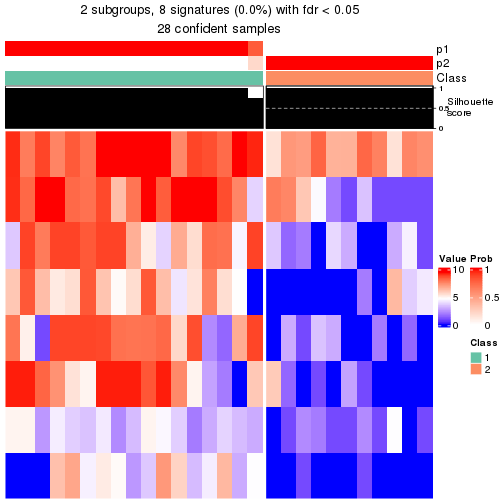 2 subgroups, 8 signatures (0.0%) with fdr < 0.05
28 confident samples
p1
p2
Class
1
0.5
0
Silhouette
score
Value
10
5
0
Prob
1
0.5
0
Class
1
2